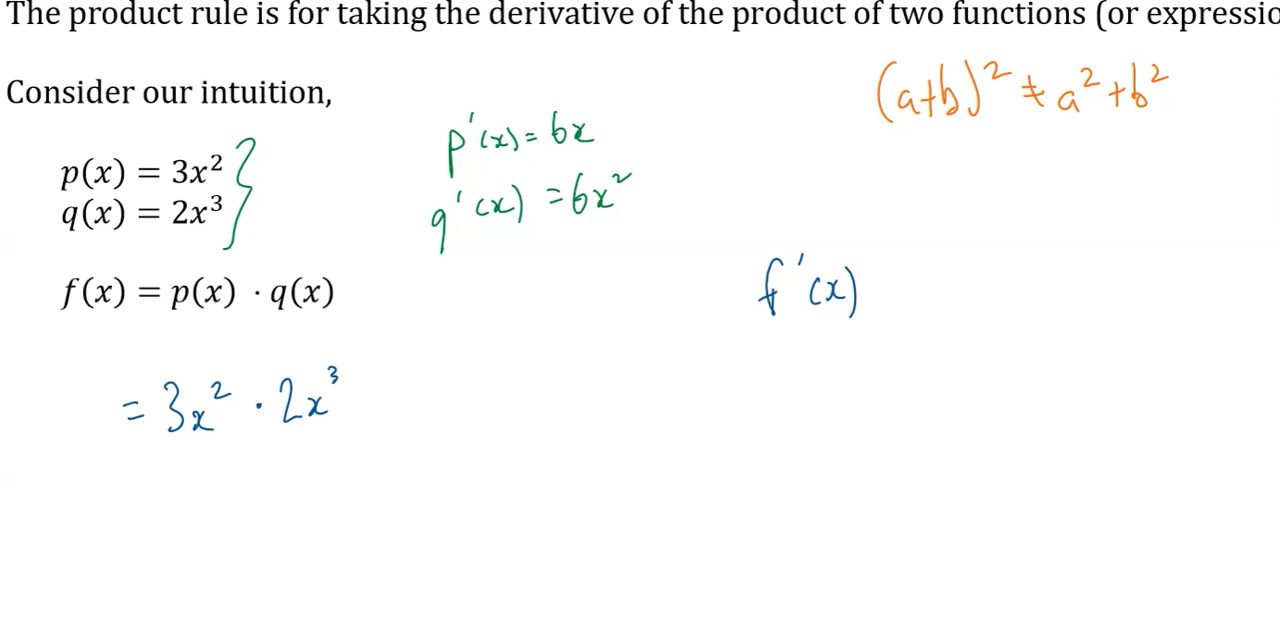 The product rule is for taking the derivative of the product of two functions (or expressio
Consider our intuition,
(a+b)² ≠ a² + b²
p(x) = 3x²
p'(x) = 6x
q(x) = 2x³
q'(x) = 6x²
f(x) = p(x) · q(x)
f'(x)
= 3x² · 2x³